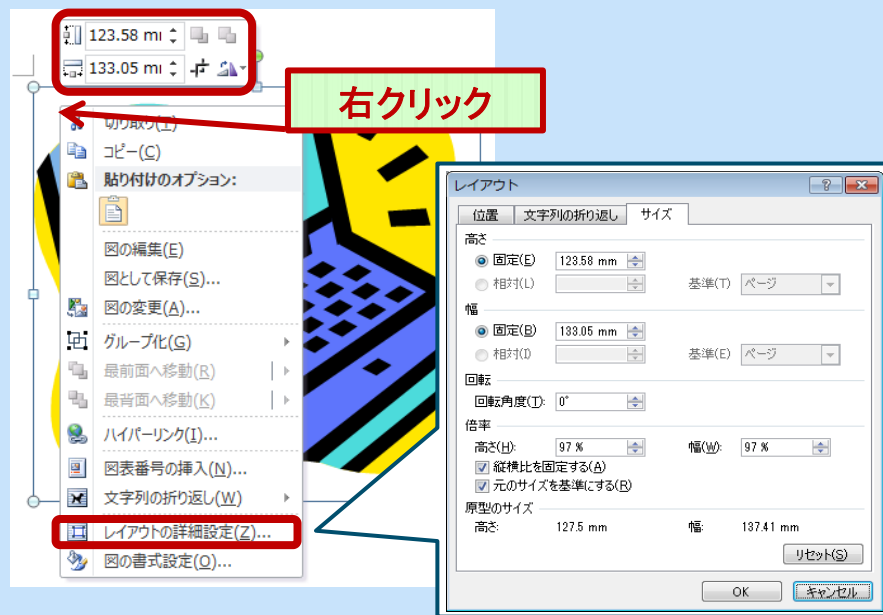 123.58 mı
133.05 mı
右クリック
切り取り(T)
コピー(C)
貼り付けのオプション:
図の編集(E)
図として保存(S)...
図の変更(A)...
グループ化(G)
最前面へ移動(R)
最背面へ移動(K)
ハイパーリンク(I)...
図表番号の挿入(N)...
文字列の折り返し(W)
レイアウトの詳細設定(Z)...
図の書式設定(O)...
レイアウト
位置 文字列の折り返し サイズ
高さ
固定(E) 123.58 mm
相対(L) 基準(T) ページ
幅
固定(B) 133.05 mm
相対(I) 基準(E) ページ
回転
回転角度(T): 0°
倍率
高さ(H): 97 % 幅(W): 97 %
縦横比を固定する(A)
元のサイズを基準にする(R)
原型のサイズ
高さ: 127.5 mm 幅: 137.41 mm
リセット(S)
OK キャンセル